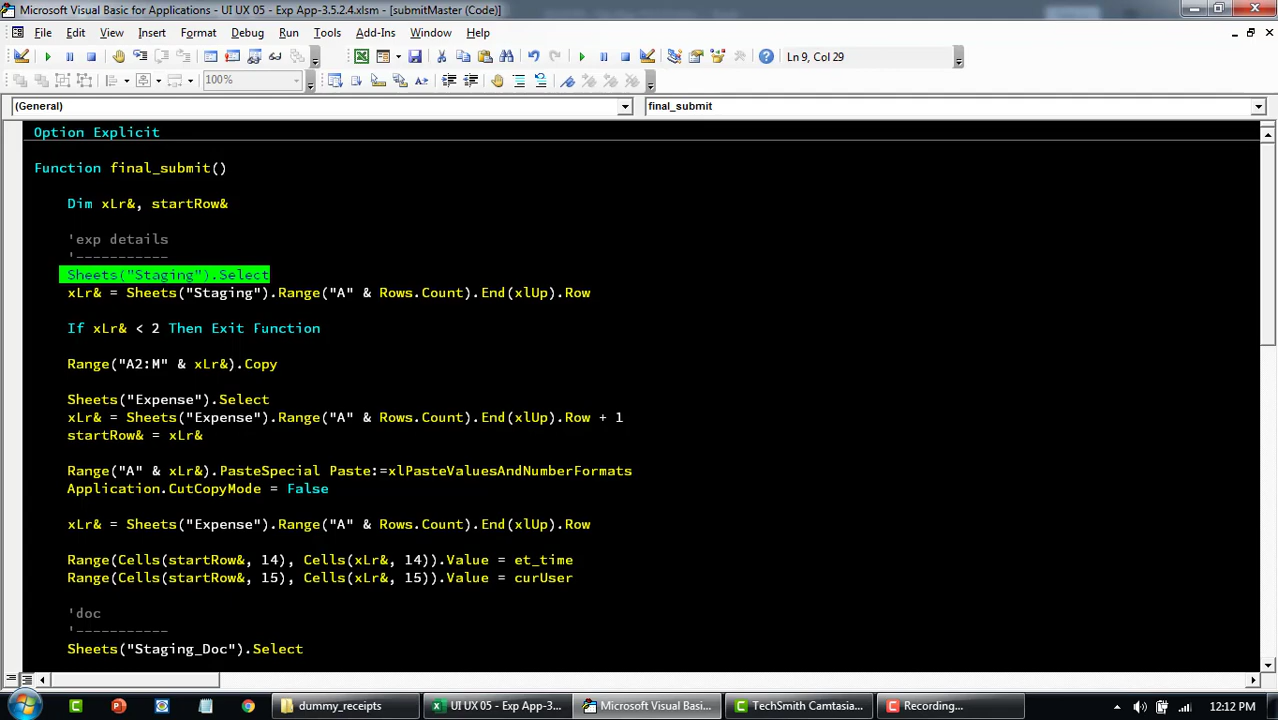 Microsoft Visual Basic for Applications - UI UX 05 - Exp App-3.5.2.4.xlsm - [submitMaster (Code)]
File Edit View Insert Format Debug Run Tools Add-Ins Window Help
Ln 9, Col 29
100%
(General) final_submit
Option Explicit
Function final_submit()
Dim xLr&, startRow&
'exp details
'-----------
Sheets("Staging").Select
xLr& = Sheets("Staging").Range("A" & Rows.Count).End(xlUp).Row
If xLr& < 2 Then Exit Function
Range("A2:M" & xLr&).Copy
Sheets("Expense").Select
xLr& = Sheets("Expense").Range("A" & Rows.Count).End(xlUp).Row + 1
startRow& = xLr&
Range("A" & xLr&).PasteSpecial Paste:=xlPasteValuesAndNumberFormats
Application.CutCopyMode = False
xLr& = Sheets("Expense").Range("A" & Rows.Count).End(xlUp).Row
Range(Cells(startRow&, 14), Cells(xLr&, 14)).Value = et_time
Range(Cells(startRow&, 15), Cells(xLr&, 15)).Value = curUser
'doc
'-----------
Sheets("Staging_Doc").Select
dummy_receipts UI UX 05 - Exp App-3... Microsoft Visual Basi... TechSmith Camtasia... Recording... 12:12 PM